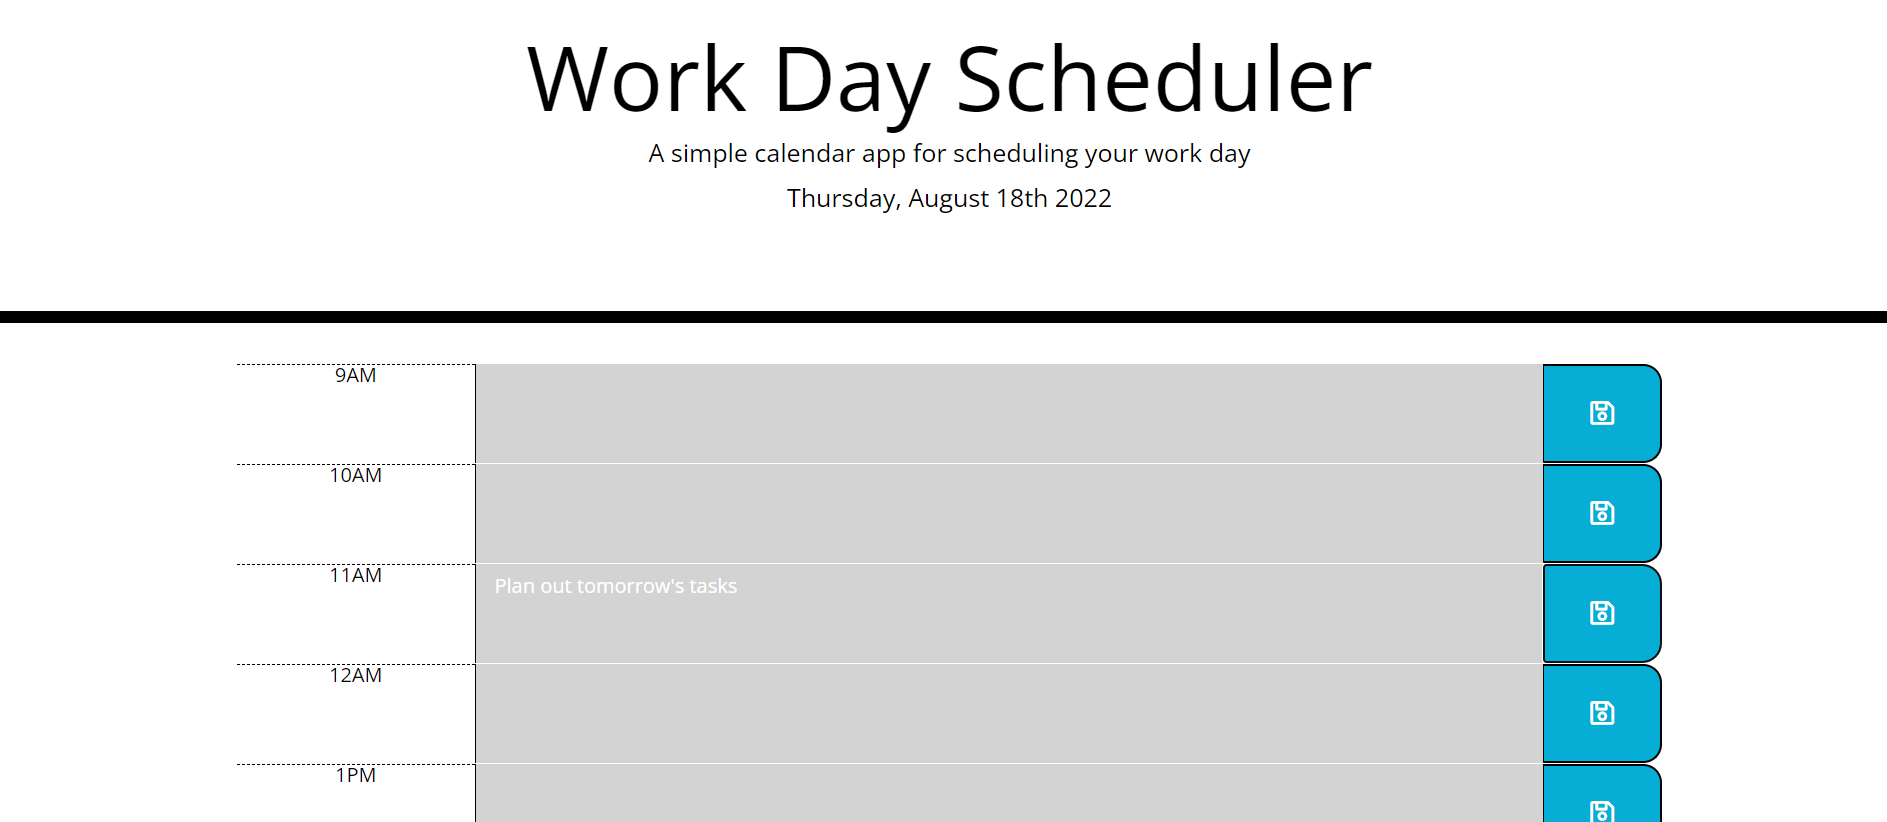 Work Day Scheduler
A simple calendar app for scheduling your work day
Thursday, August 18th 2022
9AM
10AM
11AM
Plan out tomorrow's tasks
12AM
1PM